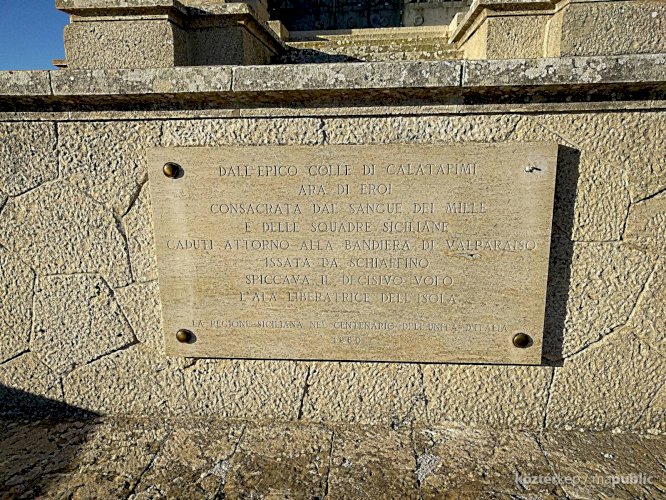 DALL'EPICO COLLE DI CALATAFIMI
ARA DI EROI
CONSACRATA DAL SANGUE DEI MILLE
E DELLE SQUADRE SICILIANE
CADUTI ATTORNO ALLA BANDIERA DI VALPARAISO
ISSATA DA SCHIAFFINO
SPICCAVA IL DECISIVO VOLO
L'ALA LIBERATRICE DELL'ISOLA
LA REGIONE SICILIANA NEL CENTENARIO DELL'UNITÀ D'ITALIA
1960
köztérkép / mapublic